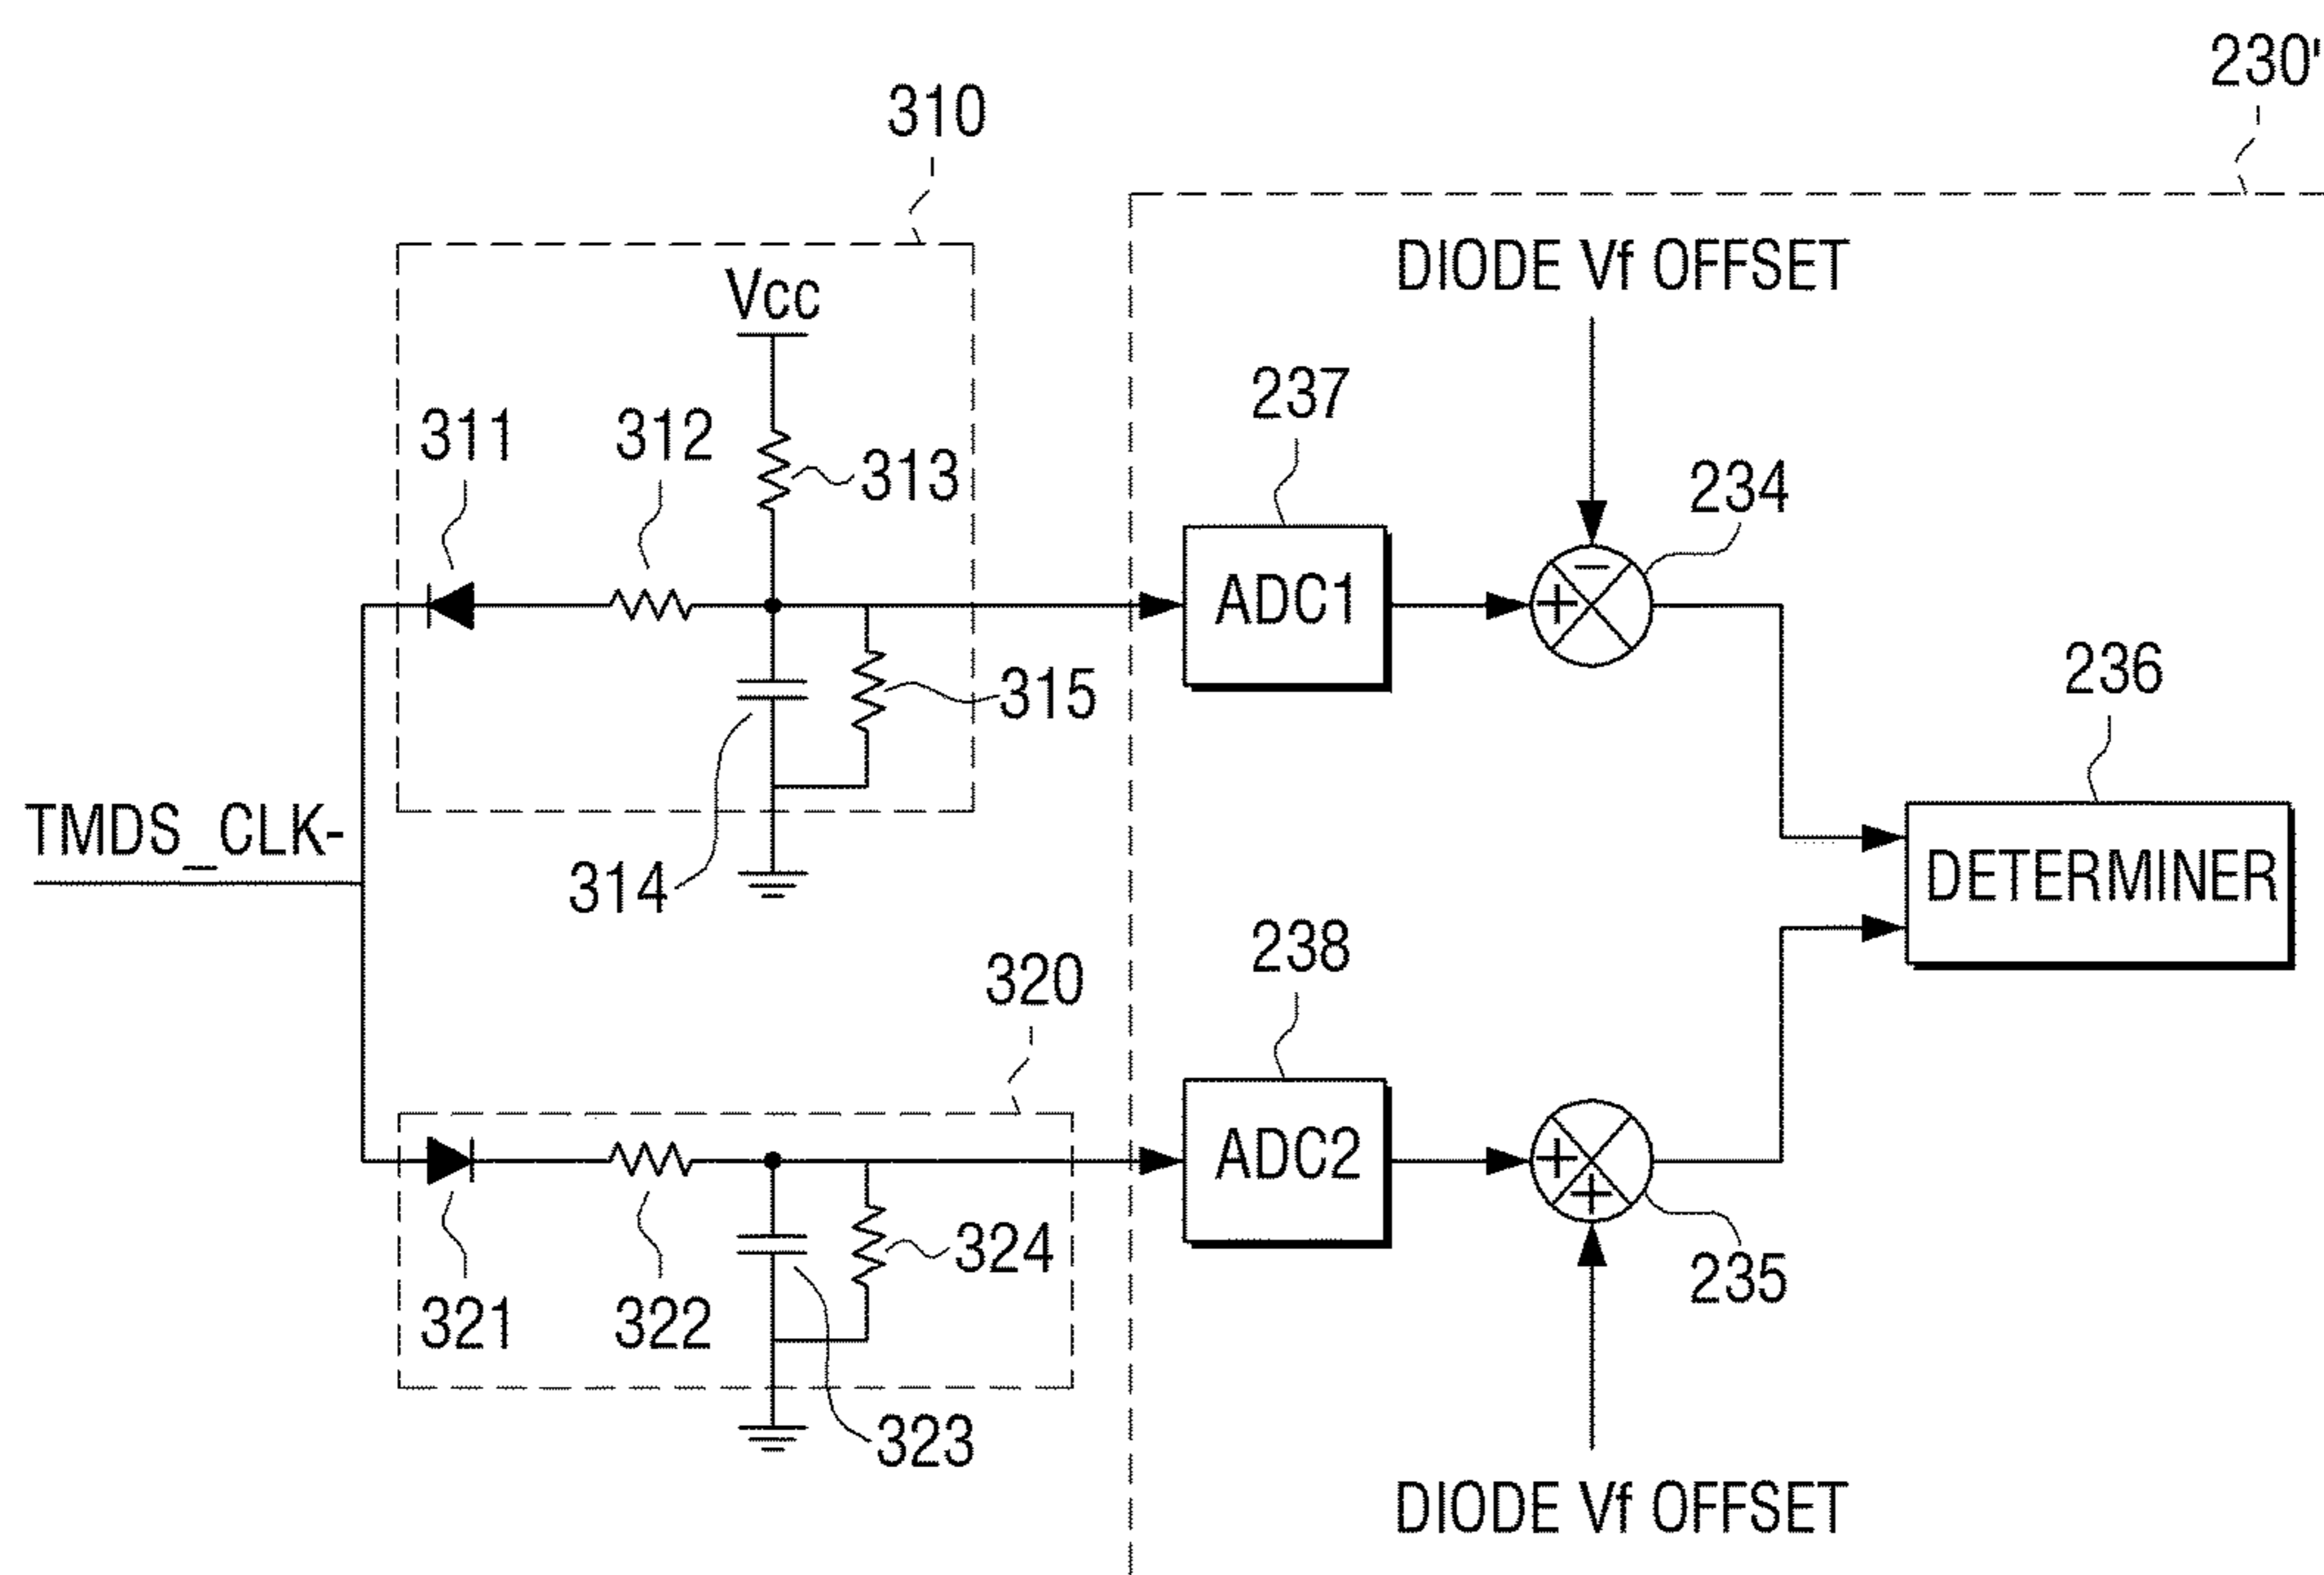 230'
310
Vcc
DIODE Vf OFFSET
237
311
312
313
234
ADC1
315
236
TMDS_CLK-
314
DETERMINER
238
320
ADC2
324
235
321
322
323
DIODE Vf OFFSET